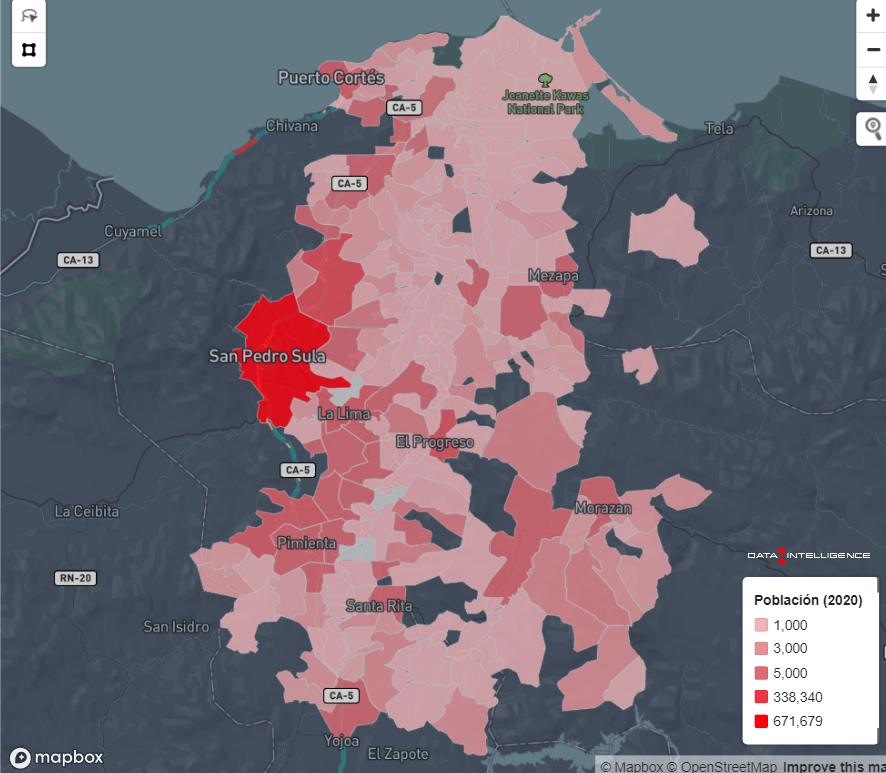 Puerto Cortés
CA-5
Jeanette Kawas
National Park
Chivana
Tela
CA-5
Arizona
Cuyamel
CA-13
CA-13
Mezapa
San Pedro Sula
La Lima
El Progreso
CA-5
La Ceibita
Morazan
Pimienta
DATA INTELLIGENCE
RN-20
Población (2020)
1,000
3,000
5,000
338,340
671,679
Santa Rita
San Isidro
CA-5
Yojoa
El Zapote
mapbox
© Mapbox © OpenStreetMap Improve this ma